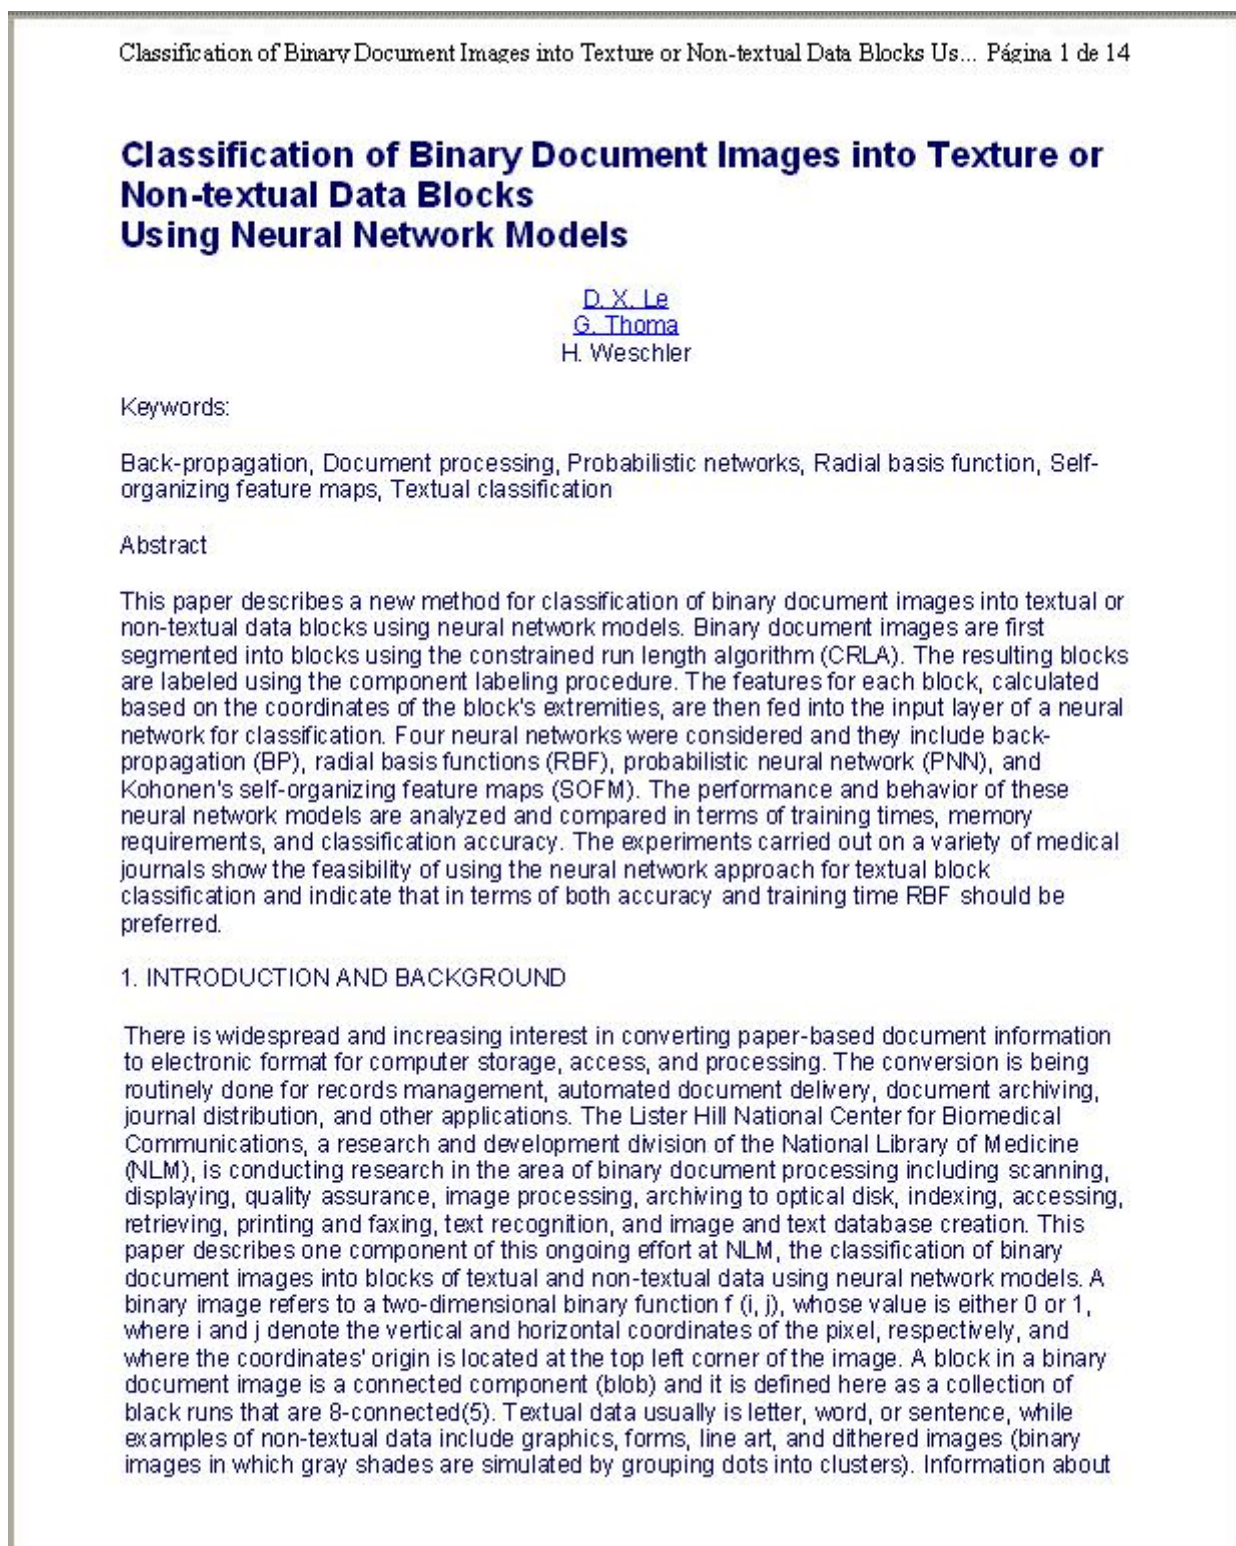 Classification of Binary Document Images into Texture or Non-textual Data Blocks Us... Página 1 de 14
Classification of Binary Document Images into Texture or
Non-textual Data Blocks
Using Neural Network Models
D. X. Le
G. Thoma
H. Weschler
Keywords:
Back-propagation, Document processing, Probabilistic networks, Radial basis function, Self-
organizing feature maps, Textual classification
Abstract
This paper describes a new method for classification of binary document images into textual or
non-textual data blocks using neural network models. Binary document images are first
segmented into blocks using the constrained run length algorithm (CRLA). The resulting blocks
are labeled using the component labeling procedure. The features for each block, calculated
based on the coordinates of the block's extremities, are then fed into the input layer of a neural
network for classification. Four neural networks were considered and they include back-
propagation (BP), radial basis functions (RBF), probabilistic neural network (PNN), and
Kohonen's self-organizing feature maps (SOFM). The performance and behavior of these
neural network models are analyzed and compared in terms of training times, memory
requirements, and classification accuracy. The experiments carried out on a variety of medical
journals show the feasibility of using the neural network approach for textual block
classification and indicate that in terms of both accuracy and training time RBF should be
preferred.
1. INTRODUCTION AND BACKGROUND
There is widespread and increasing interest in converting paper-based document information
to electronic format for computer storage, access, and processing. The conversion is being
routinely done for records management, automated document delivery, document archiving,
journal distribution, and other applications. The Lister Hill National Center for Biomedical
Communications, a research and development division of the National Library of Medicine
(NLM), is conducting research in the area of binary document processing including scanning,
displaying, quality assurance, image processing, archiving to optical disk, indexing, accessing,
retrieving, printing and faxing, text recognition, and image and text database creation. This
paper describes one component of this ongoing effort at NLM, the classification of binary
document images into blocks of textual and non-textual data using neural network models. A
binary image refers to a two-dimensional binary function f (i, j), whose value is either 0 or 1,
where i and j denote the vertical and horizontal coordinates of the pixel, respectively, and
where the coordinates' origin is located at the top left corner of the image. A block in a binary
document image is a connected component (blob) and it is defined here as a collection of
black runs that are 8-connected(5). Textual data usually is letter, word, or sentence, while
examples of non-textual data include graphics, forms, line art, and dithered images (binary
images in which gray shades are simulated by grouping dots into clusters). Information about